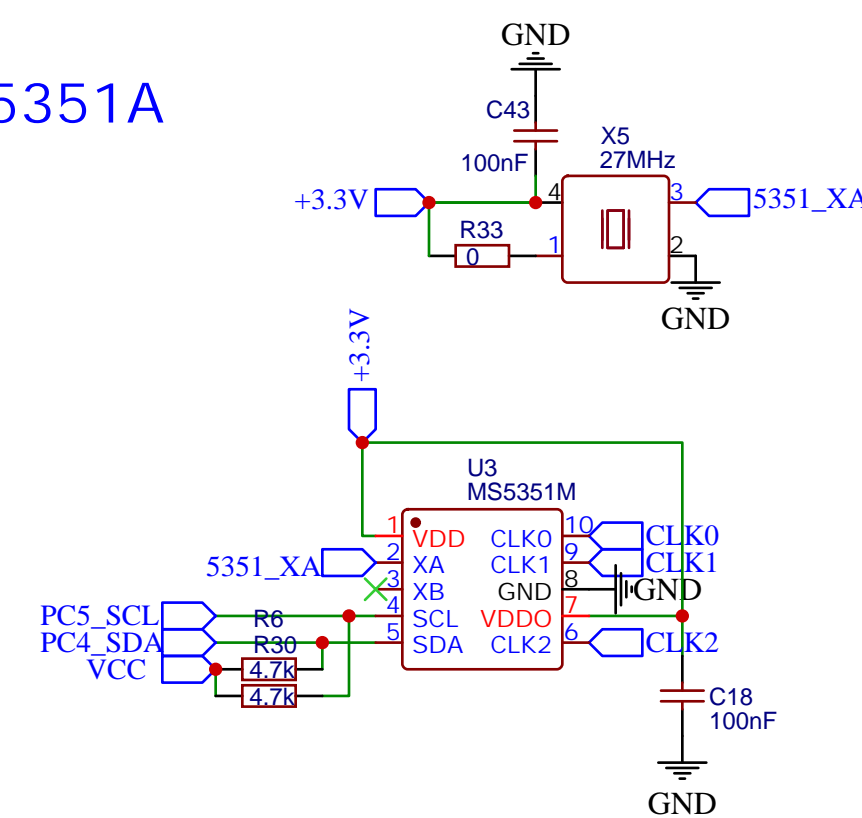 5351A
GND
C43
100nF
X5
27MHz
+3.3V
4
3
5351_XA
R33
0
1
2
GND
+3.3V
U3
MS5351M
1
VDD
CLK0
10
CLK0
5351_XA
2
XA
CLK1
9
CLK1
3
XB
GND
8
GND
PC5_SCL
R6
4
SCL
VDDO
7
PC4_SDA
R30
5
SDA
CLK2
6
CLK2
VCC
4.7k
4.7k
C18
100nF
GND